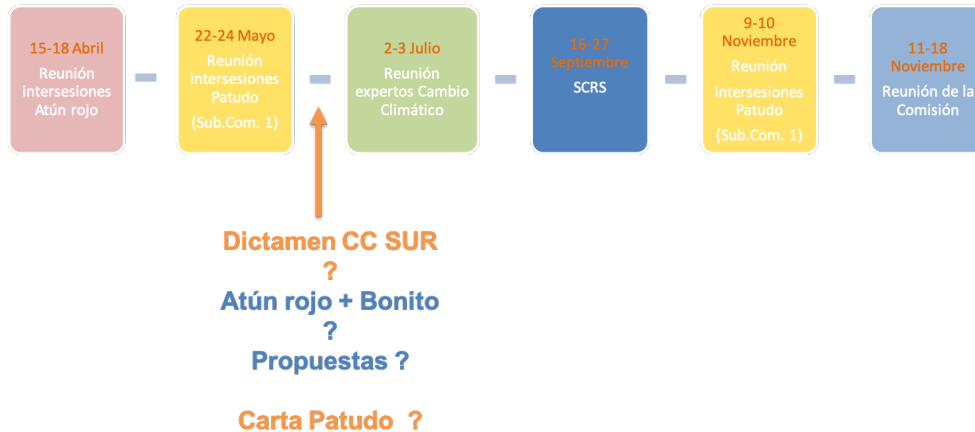 15-18 Abril
Reunión
intersesiones
Atún rojo
22-24 Mayo
Reunión
intersesiones
Patudo
(Sub.Com. 1)
2-3 Julio
Reunión
expertos Cambio
Climático
16-27
Septiembre
SCRS
9-10
Noviembre
Reunión
Intersesiones
Patudo
(Sub.Com. 1)
11-18
Noviembre
Reunión de la
Comisión
Dictamen CC SUR
?
Atún rojo + Bonito
?
Propuestas ?
Carta Patudo ?